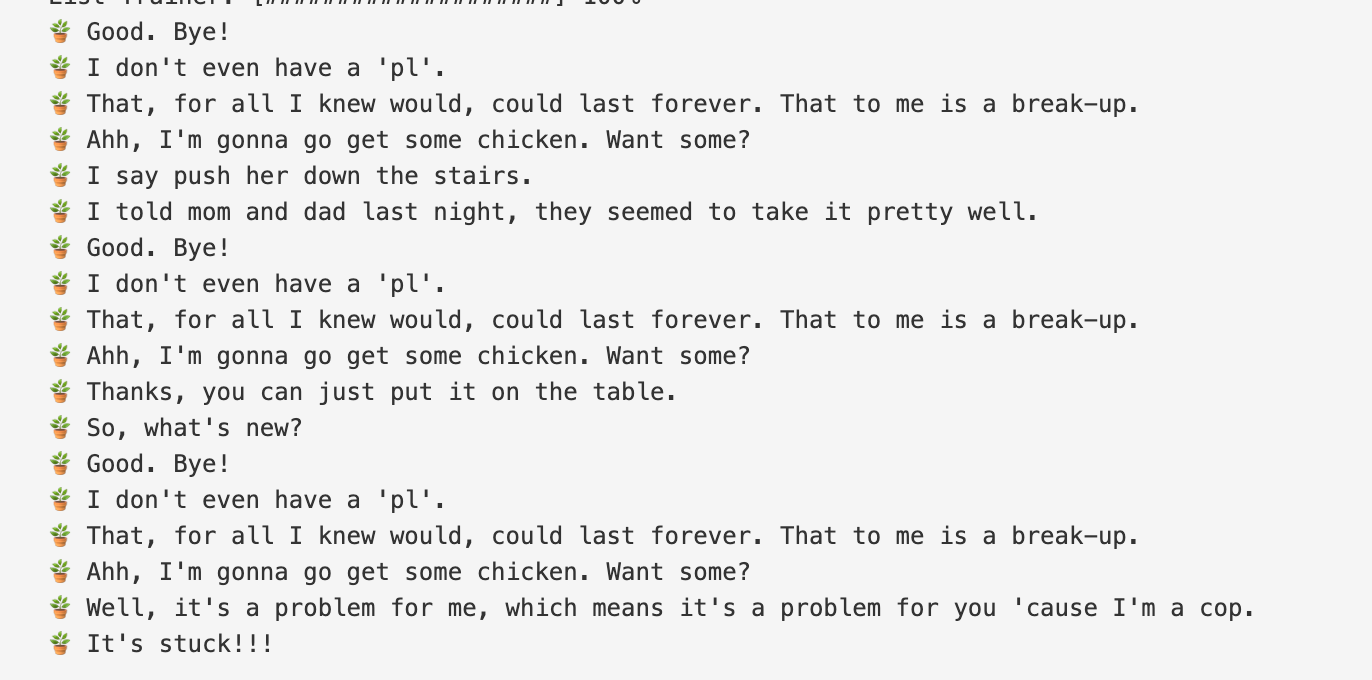 List Trainer: [####################] 100%
🪴 Good. Bye!
🪴 I don't even have a 'pl'.
🪴 That, for all I knew would, could last forever. That to me is a break-up.
🪴 Ahh, I'm gonna go get some chicken. Want some?
🪴 I say push her down the stairs.
🪴 I told mom and dad last night, they seemed to take it pretty well.
🪴 Good. Bye!
🪴 I don't even have a 'pl'.
🪴 That, for all I knew would, could last forever. That to me is a break-up.
🪴 Ahh, I'm gonna go get some chicken. Want some?
🪴 Thanks, you can just put it on the table.
🪴 So, what's new?
🪴 Good. Bye!
🪴 I don't even have a 'pl'.
🪴 That, for all I knew would, could last forever. That to me is a break-up.
🪴 Ahh, I'm gonna go get some chicken. Want some?
🪴 Well, it's a problem for me, which means it's a problem for you 'cause I'm a cop.
🪴 It's stuck!!!